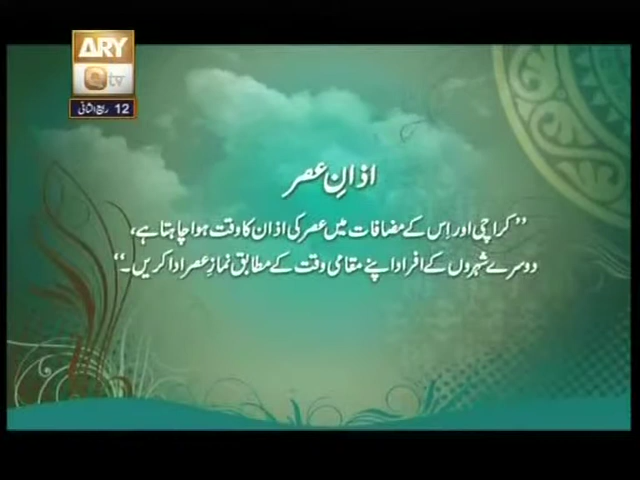 ARY
Qtv
12 ربیع الثانی
اذانِ عصر
”کراچی اور اِس کے مضافات میں عصر کی اذان کا وقت ہوا چاہتا ہے،
دوسرے شہروں کے افراد اپنے مقامی وقت کے مطابق نمازِ عصر ادا کریں۔“